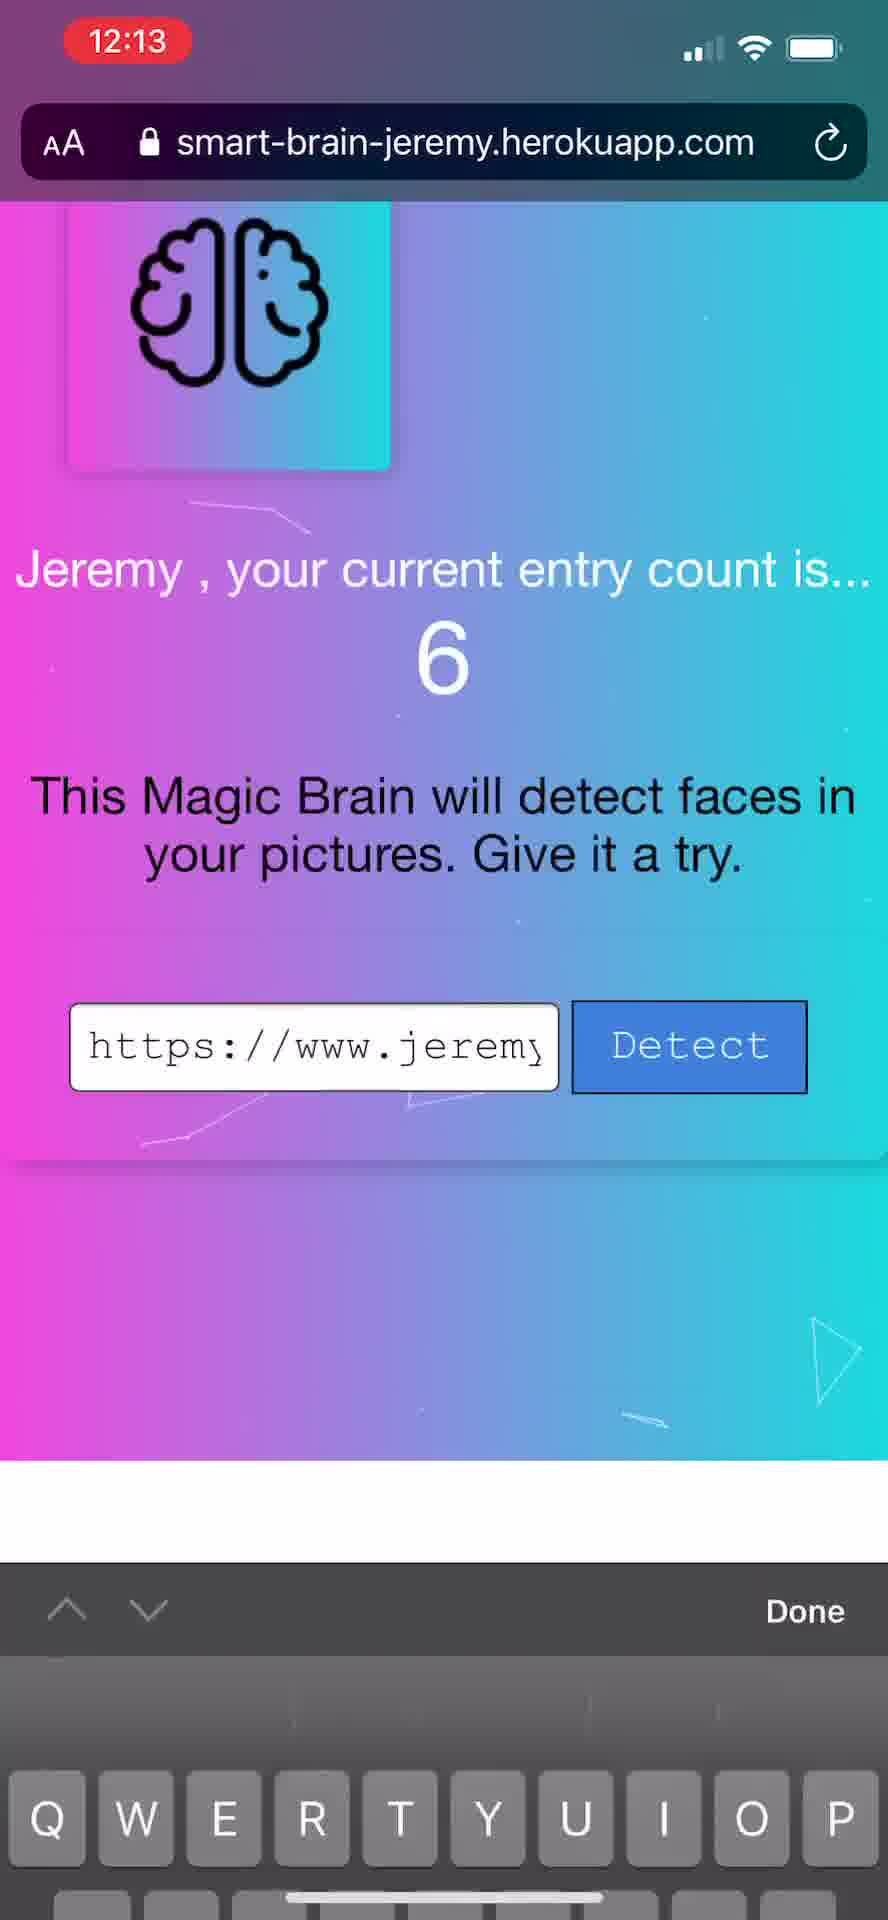 12:13
AA smart-brain-jeremy.herokuapp.com
Jeremy , your current entry count is...
6
This Magic Brain will detect faces in
your pictures. Give it a try.
https://www.jeremy Detect
Done
Q W E R T Y U I O P